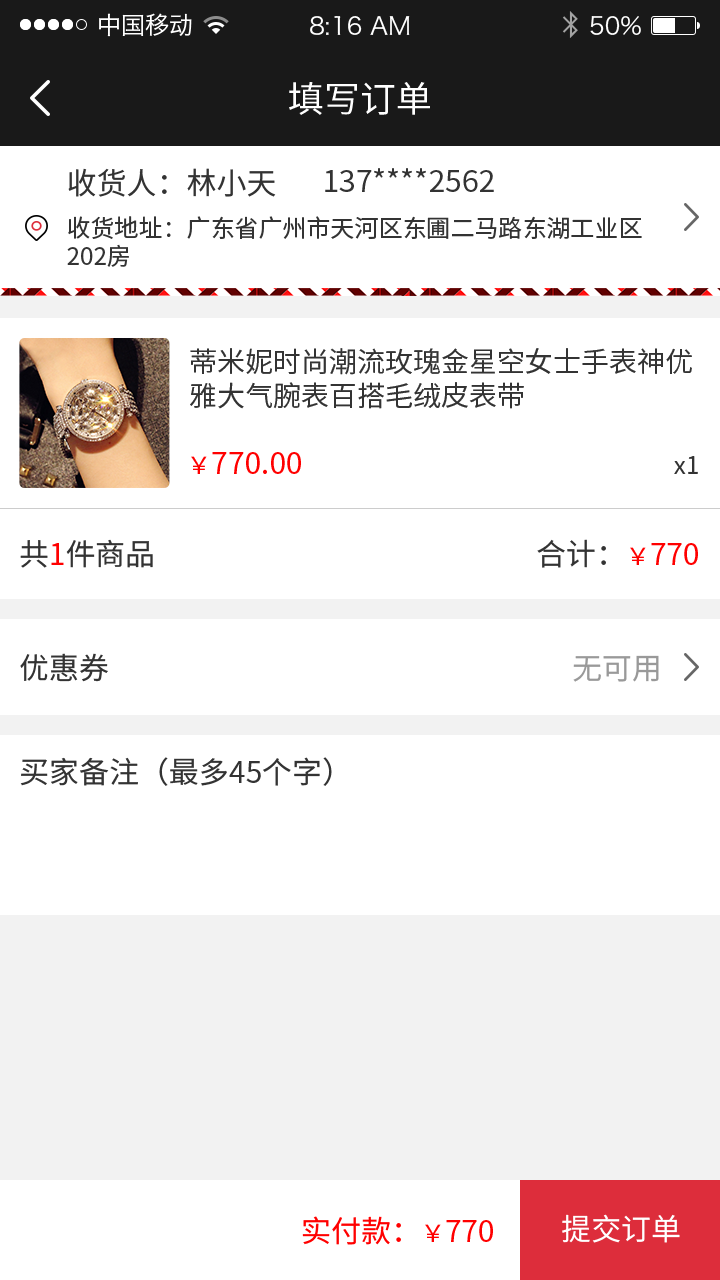 中国移动 8:16 AM 50%
填写订单
收货人：林小天 137****2562
收货地址：广东省广州市天河区东圃二马路东湖工业区
202房
蒂米妮时尚潮流玫瑰金星空女士手表神优
雅大气腕表百搭毛绒皮表带
￥770.00 x1
共1件商品 合计：￥770
优惠券 无可用
买家备注（最多45个字）
实付款：￥770 提交订单